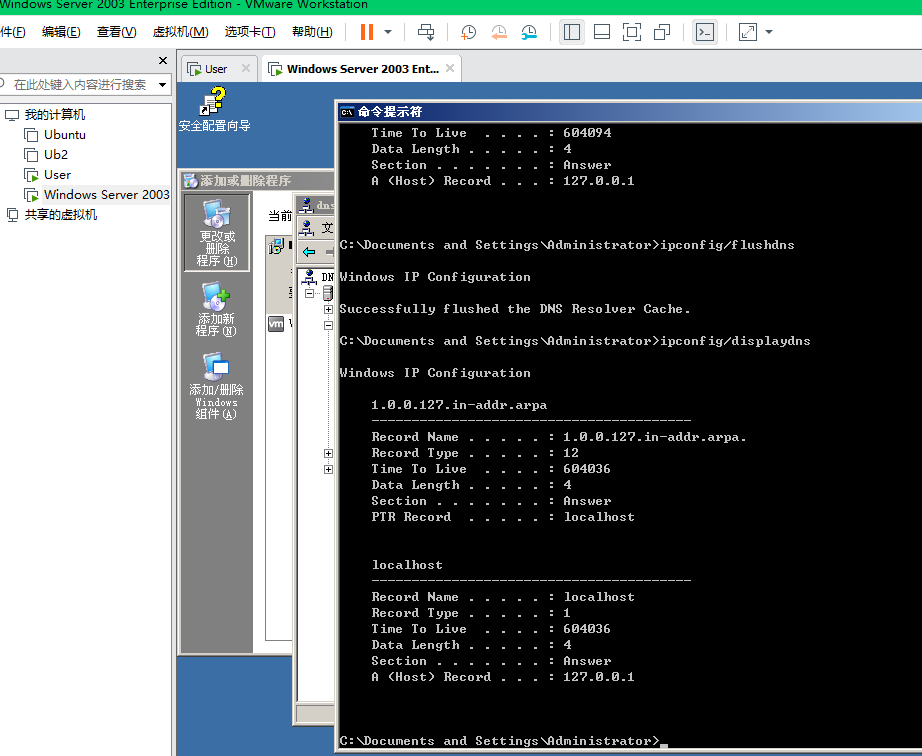 Windows Server 2003 Enterprise Edition - VMware Workstation
件(F) 编辑(E) 查看(V) 虚拟机(M) 选项卡(T) 帮助(H)
在此处键入内容进行搜索
我的计算机
Ubuntu
Ub2
User
Windows Server 2003
共享的虚拟机
User
Windows Server 2003 Ent...
安全配置向导
添加或删除程序
更改或
删除
程序(H)
添加新
程序(N)
添加/删除
Windows
组件(A)
当前
vm
dns
文
DN
命令提示符
Time To Live . . . . : 604094
Data Length . . . . . : 4
Section . . . . . . . : Answer
A (Host) Record . . . : 127.0.0.1
C:\Documents and Settings\Administrator>ipconfig/flushdns
Windows IP Configuration
Successfully flushed the DNS Resolver Cache.
C:\Documents and Settings\Administrator>ipconfig/displaydns
Windows IP Configuration
1.0.0.127.in-addr.arpa
----------------------------------------
Record Name . . . . . : 1.0.0.127.in-addr.arpa.
Record Type . . . . . : 12
Time To Live . . . . : 604036
Data Length . . . . . : 4
Section . . . . . . . : Answer
PTR Record . . . . . : localhost
localhost
----------------------------------------
Record Name . . . . . : localhost
Record Type . . . . . : 1
Time To Live . . . . : 604036
Data Length . . . . . : 4
Section . . . . . . . : Answer
A (Host) Record . . . : 127.0.0.1
C:\Documents and Settings\Administrator>_